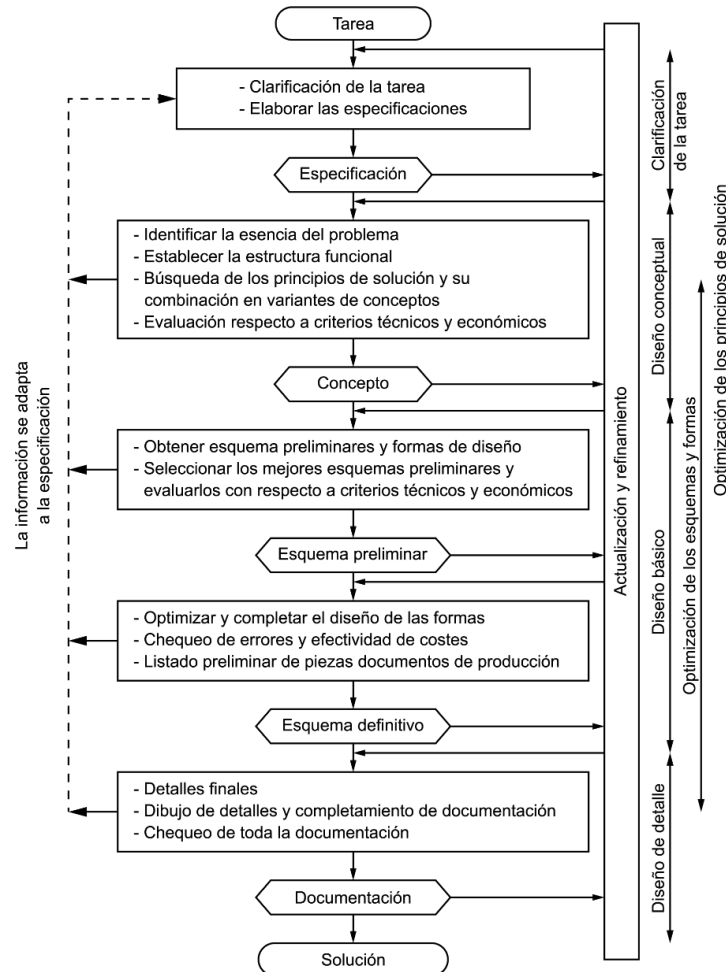 Tarea
- Clarificación de la tarea
- Elaborar las especificaciones
Especificación
- Identificar la esencia del problema
- Establecer la estructura funcional
- Búsqueda de los principios de solución y su
combinación en variantes de conceptos
- Evaluación respecto a criterios técnicos y económicos
Concepto
- Obtener esquema preliminares y formas de diseño
- Seleccionar los mejores esquemas preliminares y
evaluarlos con respecto a criterios técnicos y económicos
Esquema preliminar
- Optimizar y completar el diseño de las formas
- Chequeo de errores y efectividad de costes
- Listado preliminar de piezas documentos de producción
Esquema definitivo
- Detalles finales
- Dibujo de detalles y completamiento de documentación
- Chequeo de toda la documentación
Documentación
Solución
La información se adapta
a la especificación
Actualización y refinamiento
Clarificación
de la tarea
Diseño conceptual
Diseño básico
Diseño de detalle
Optimización de los esquemas y formas
Optimización de los principios de solución